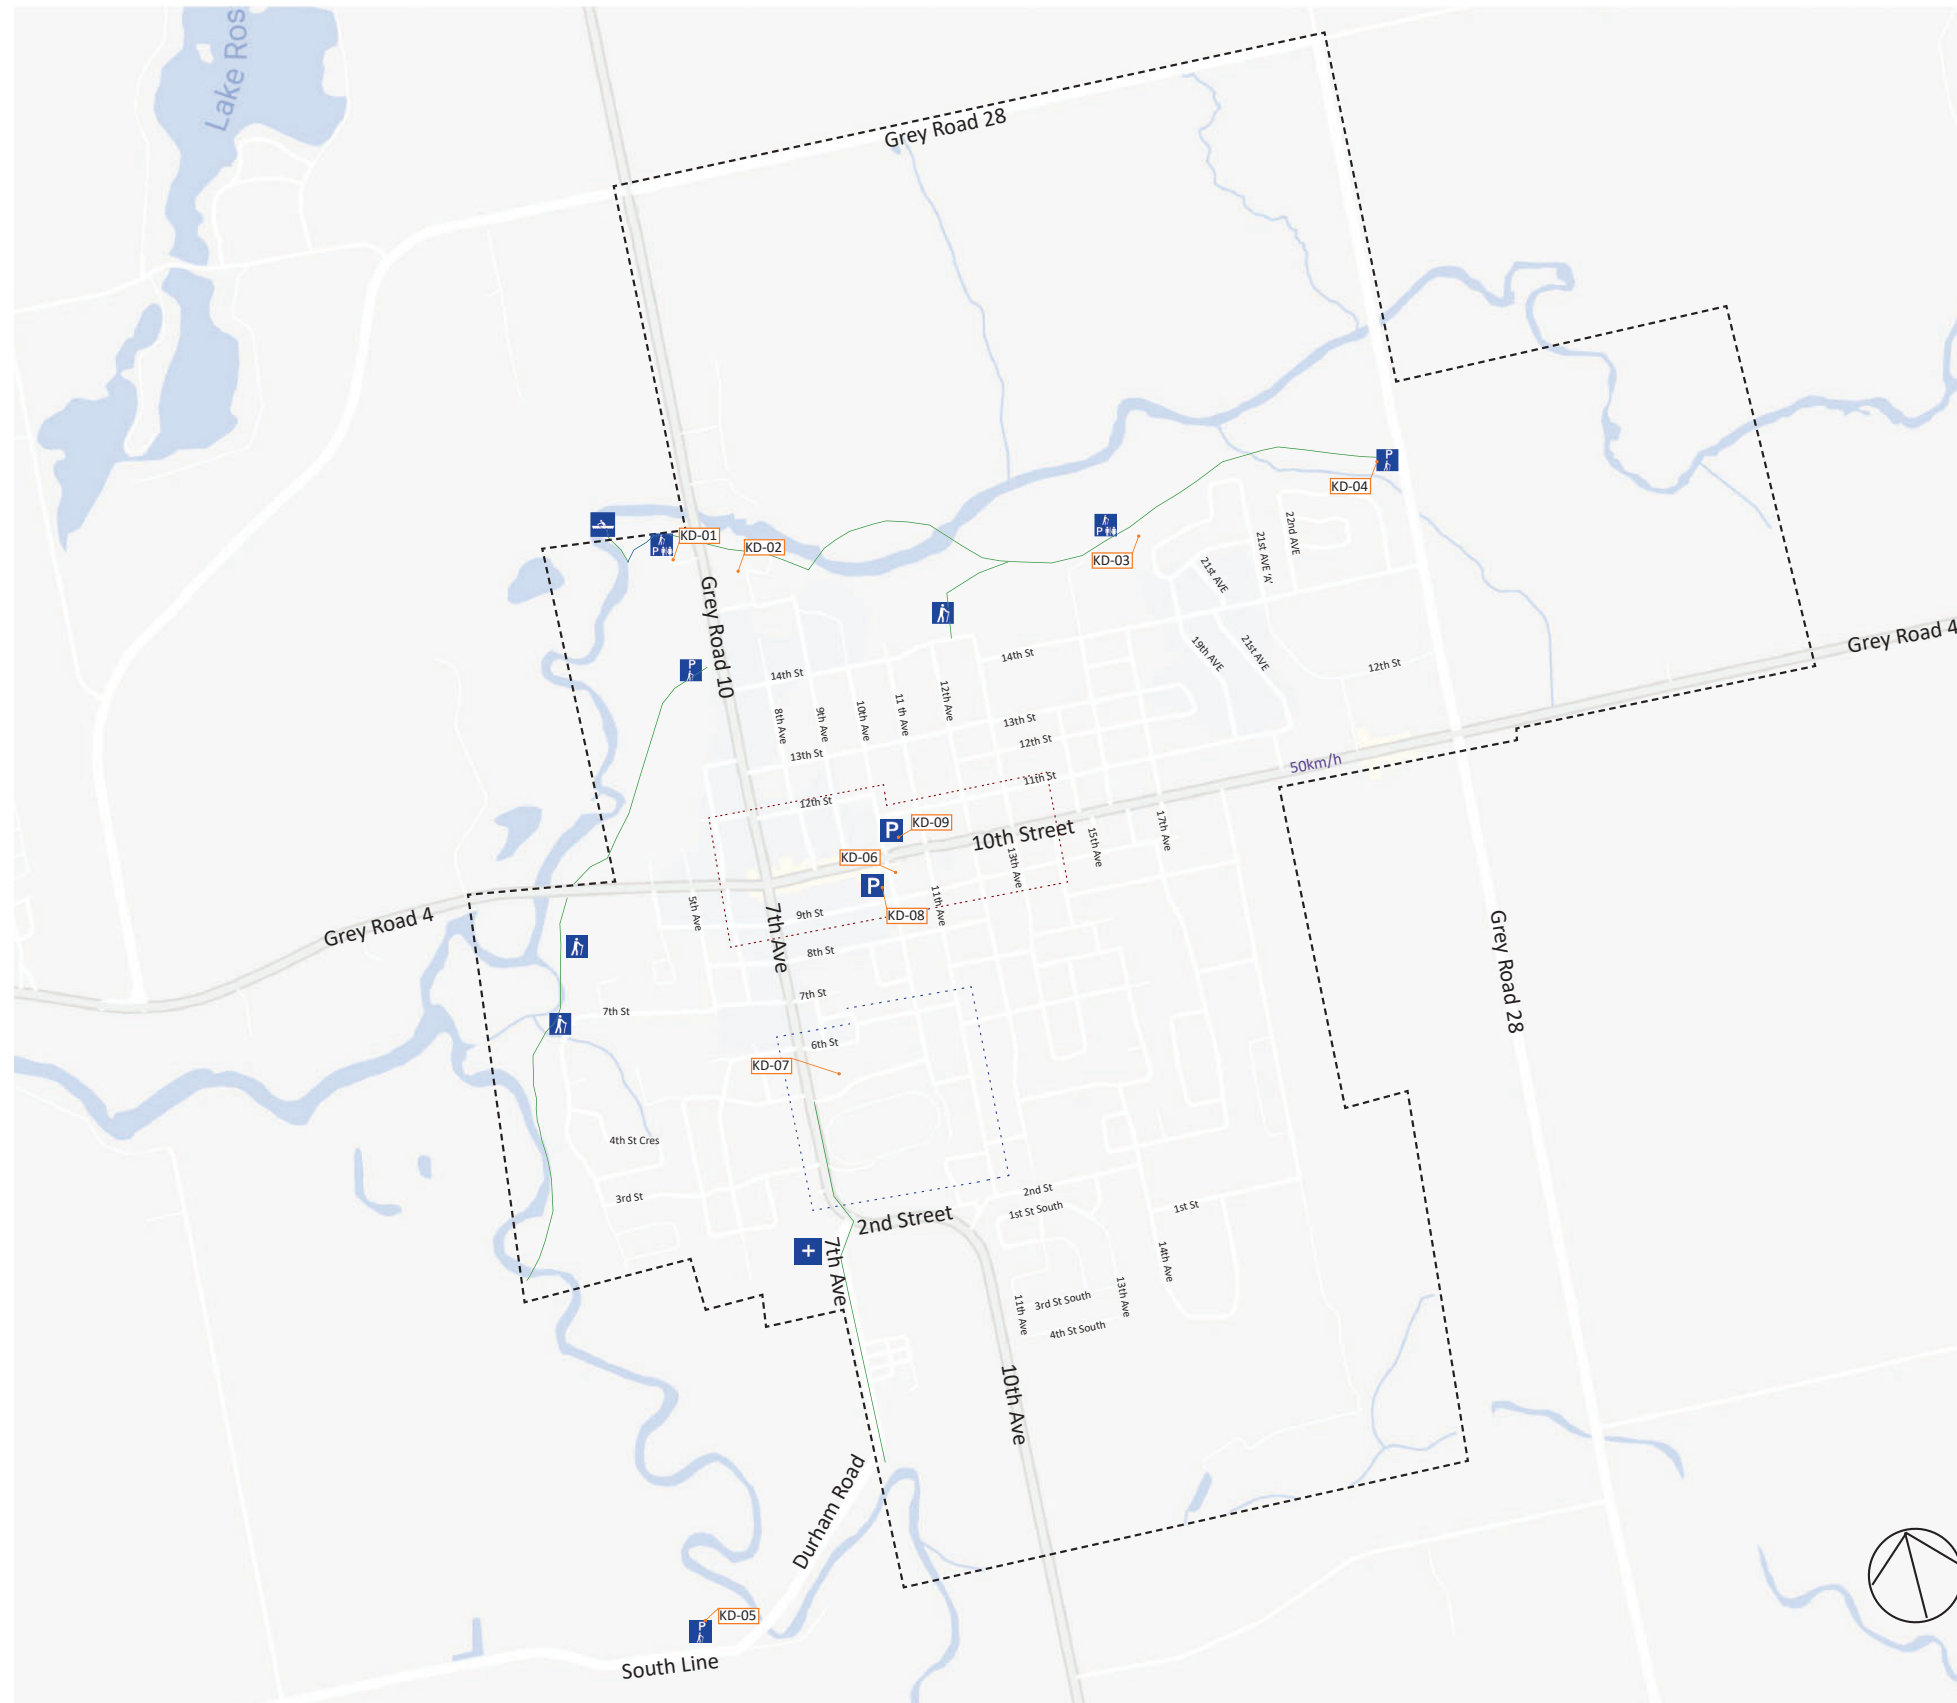 Lake Ros
Grey Road 28
KD-04
KD-01
KD-02
KD-03
22nd AVE
21st AVE 'A'
21st AVE
19th AVE
21st AVE
Grey Road 10
Grey Road 4
14th St
14th St
12th St
8th Ave
9th Ave
10th Ave
11 th Ave
12th Ave
13th St
12th St
13th St
50km/h
11th St
12th St
P
KD-09
10th Street
KD-06
P
KD-08
13th Ave
15th Ave
17th Ave
11th Ave
5th Ave
9th St
7th Ave
8th St
Grey Road 4
Grey Road 28
7th St
7th St
6th St
KD-07
4th St Cres
3rd St
2nd St
1st St South
1st St
2nd Street
7th Ave
14th Ave
13th Ave
11th Ave
3rd St South
4th St South
10th Ave
Durham Road
KD-05
P
South Line
P
P
P
P